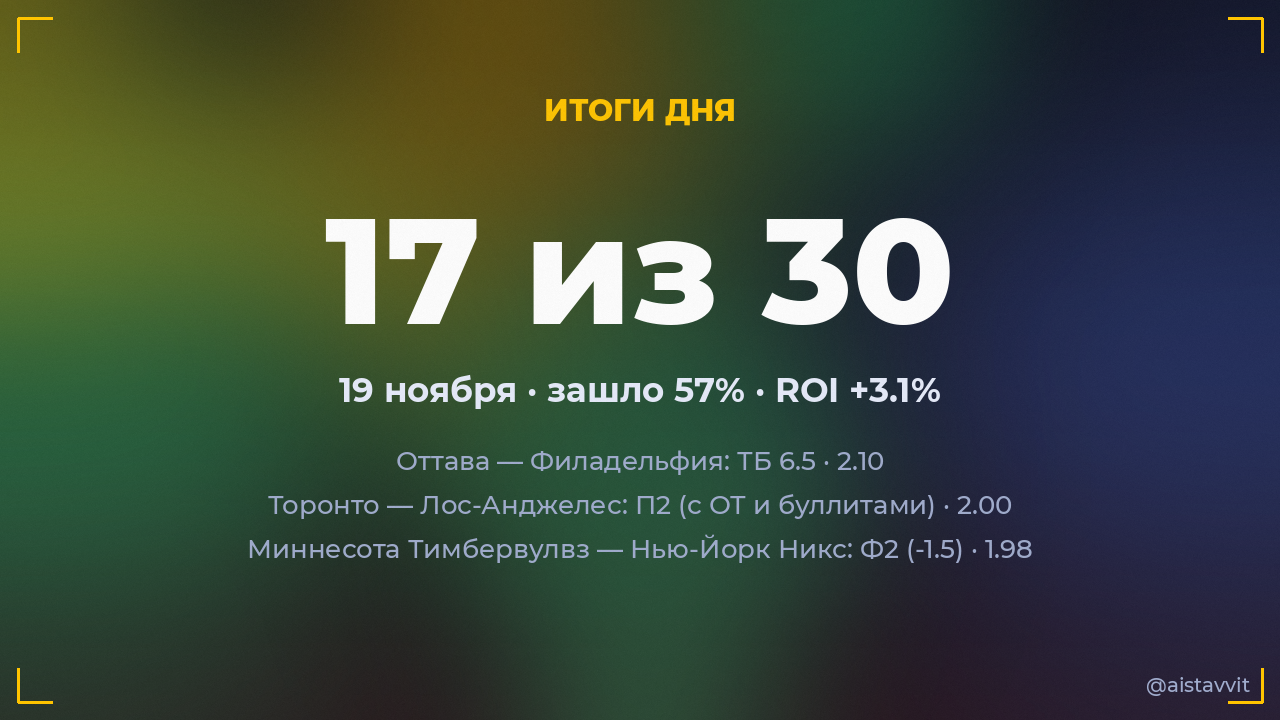 ИТОГИ ДНЯ
17 из 30
19 ноября · зашло 57% · ROI +3.1%
Оттава — Филадельфия: ТБ 6.5 · 2.10
Торонто — Лос-Анджелес: П2 (с ОТ и буллитами) · 2.00
Миннесота Тимбервулвз — Нью-Йорк Никс: Ф2 (-1.5) · 1.98
@aistavvit